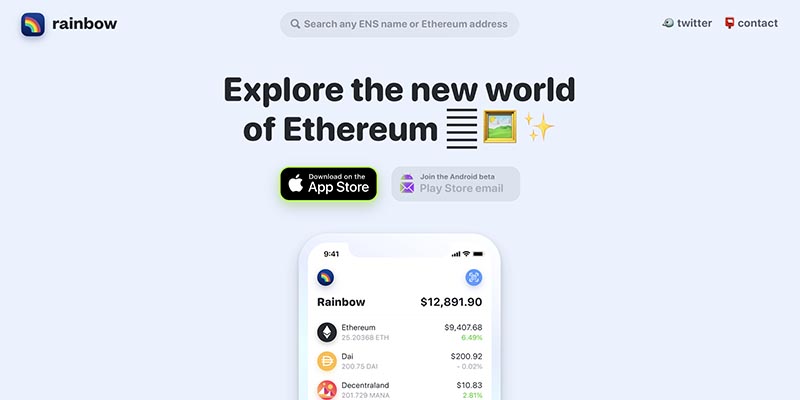 rainbow
Search any ENS name or Ethereum address
twitter
contact
Explore the new world
of Ethereum
Download on the
App Store
Join the Android beta
Play Store email
9:41
Rainbow $12,891.90
Ethereum $9,407.68
25.20368 ETH 6.49%
Dai $200.92
200.75 DAI - 0.02%
Decentraland $10.83
201.729 MANA 2.81%